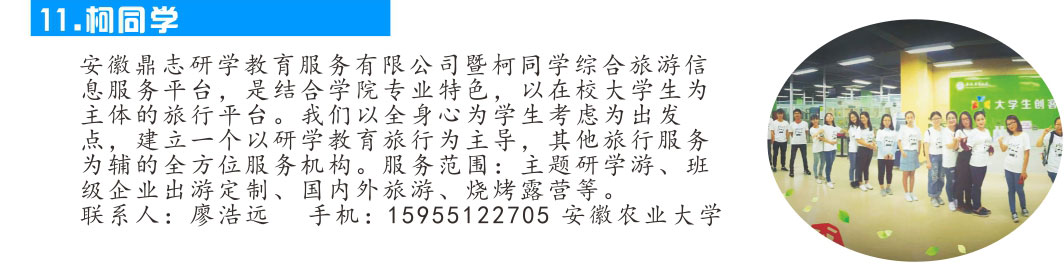 11.柯同学
安徽鼎志研学教育服务有限公司暨柯同学综合旅游信
息服务平台，是结合学院专业特色，以在校大学生为
主体的旅行平台。我们以全身心为学生考虑为出发
点，建立一个以研学教育旅行为主导，其他旅行服务
为辅的全方位服务机构。服务范围：主题研学游、班
级企业出游定制、国内外旅游、烧烤露营等。
联系人：廖浩远 手机：15955122705 安徽农业大学
大学生创